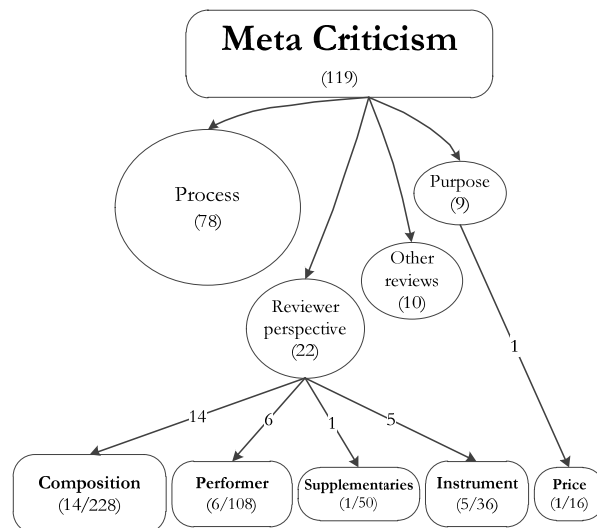 Meta Criticism
(119)
Process
(78)
Purpose
(9)
Other
reviews
(10)
Reviewer
perspective
(22)
1
14
6
1
5
Composition
(14/228)
Performer
(6/108)
Supplementaries
(1/50)
Instrument
(5/36)
Price
(1/16)